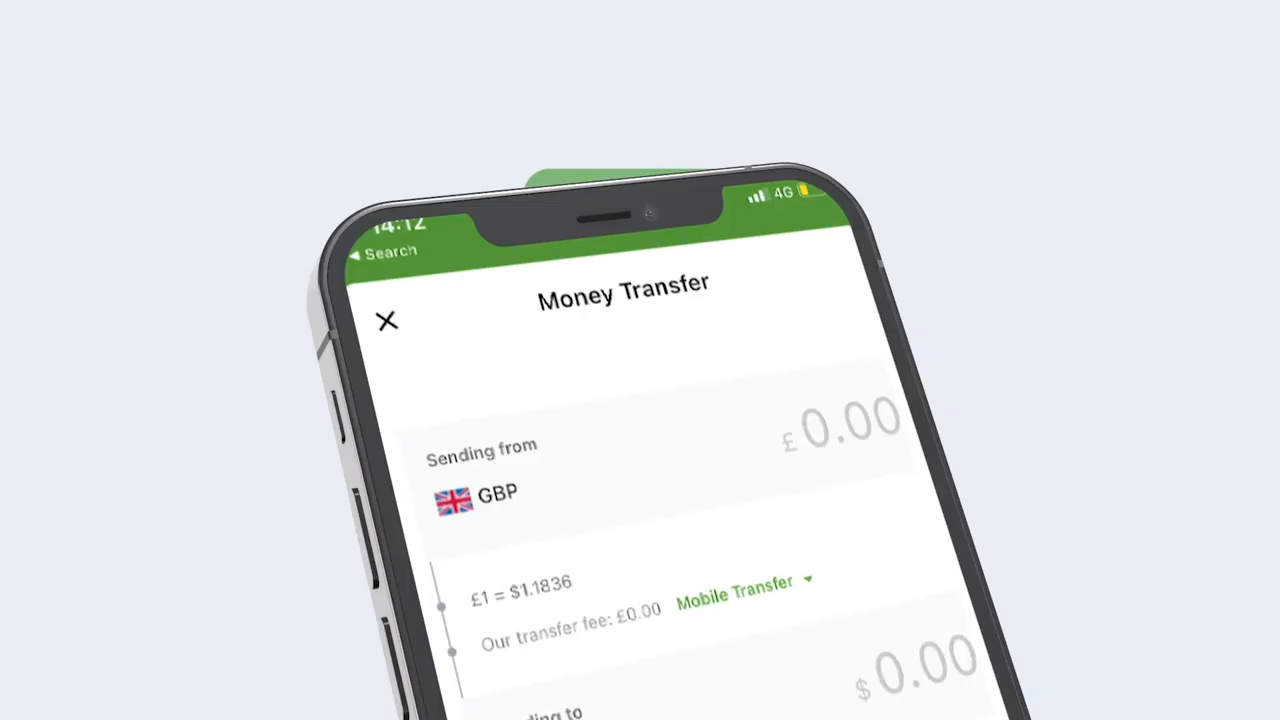 14:12
4G
◀ Search
Money Transfer
Sending from
£ 0.00
GBP
£1 = $1.1836
Our transfer fee: £0.00 Mobile Transfer
$ 0.00
to